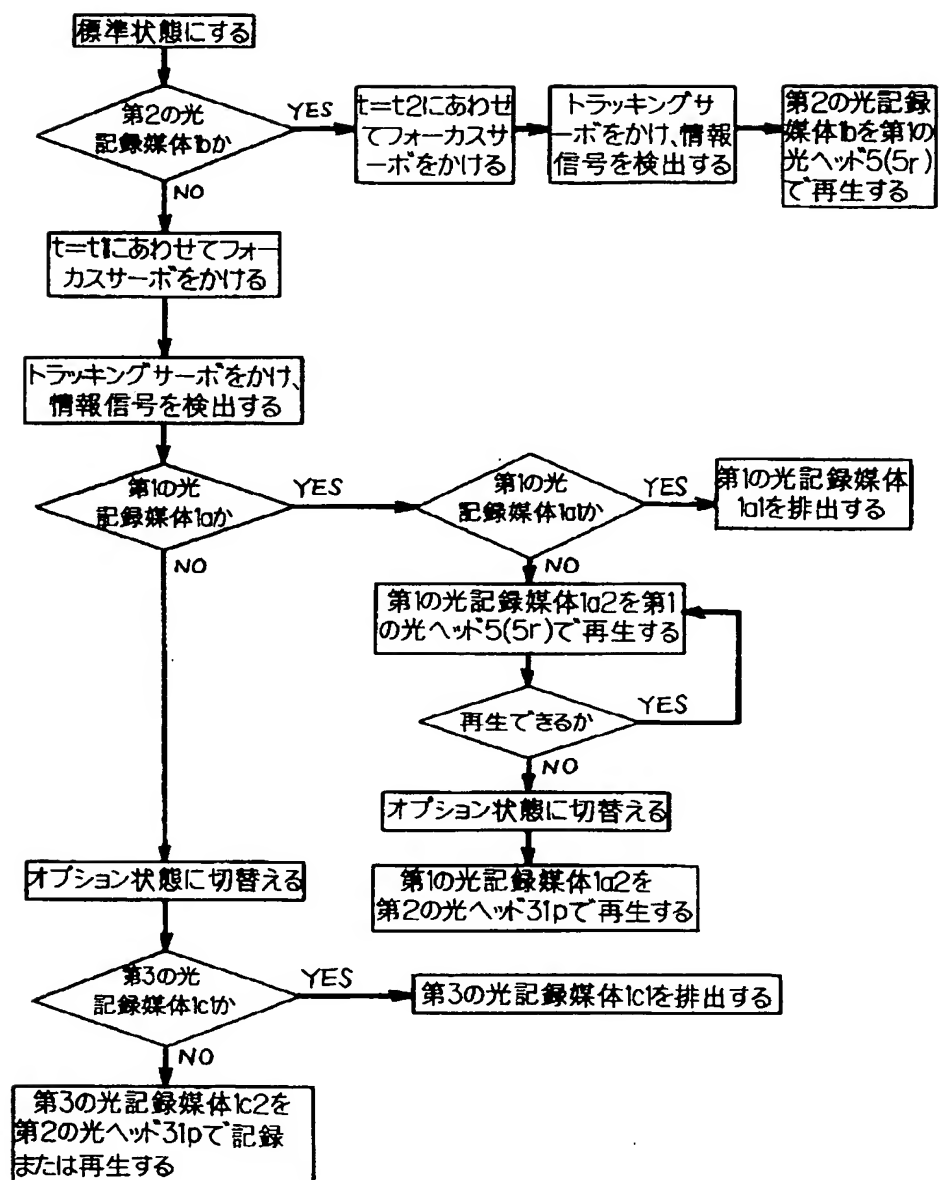 標準状態にする
第2の光
記録媒体1bか
YES
t=t2にあわせ
てフォーカスサ
ーボをかける
トラッキングサ
ーボをかけ、情報
信号を検出する
第2の光記録
媒体1bを第1の
光ヘッド5(5r)
で再生する
NO
t=t1にあわせてフォー
カスサーボをかける
トラッキングサーボをかけ、
情報信号を検出する
第1の光
記録媒体1aか
YES
第1の光
記録媒体1a1か
YES
第1の光記録媒体
1a1を排出する
NO
NO
第1の光記録媒体1a2を第1
の光ヘッド5(5r)で再生する
再生できるか
YES
NO
オプション状態に切替える
第1の光記録媒体1a2を
第2の光ヘッド31pで再生する
オプション状態に切替える
第3の光
記録媒体1c1か
YES
第3の光記録媒体1c1を排出する
NO
第3の光記録媒体1c2を
第2の光ヘッド31pで記録
または再生する